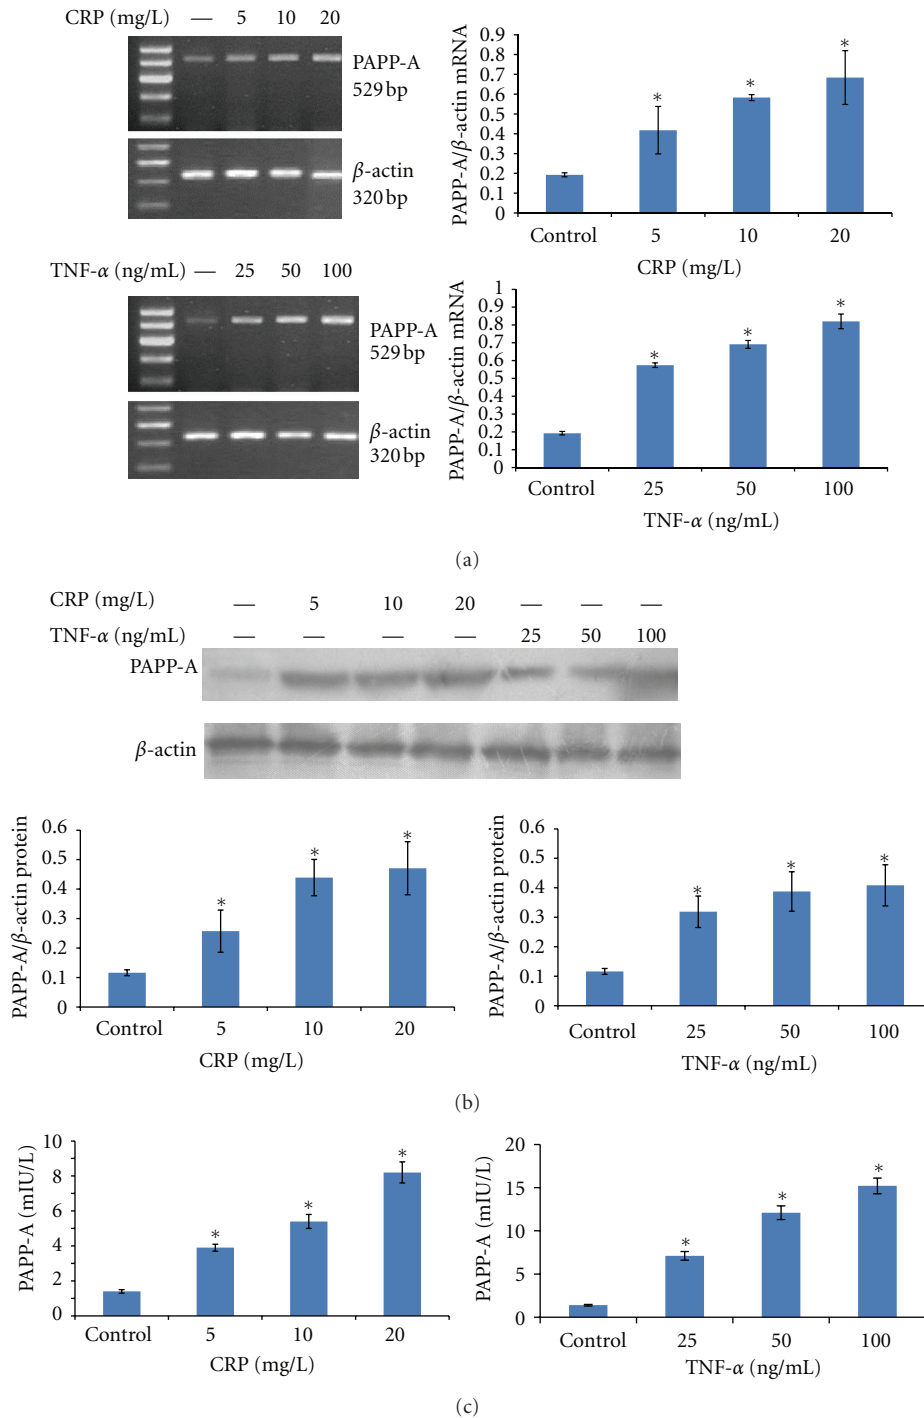 CRP (mg/L) — 5 10 20
PAPP-A
529 bp
β-actin
320 bp
PAPP-A/β-actin mRNA
0.9
0.8
0.7
0.6
0.5
0.4
0.3
0.2
0.1
0
* * *
Control 5 10 20
CRP (mg/L)
TNF-α (ng/mL) — 25 50 100
PAPP-A
529 bp
β-actin
320 bp
PAPP-A/β-actin mRNA
1
0.9
0.8
0.7
0.6
0.5
0.4
0.3
0.2
0.1
0
* * *
Control 25 50 100
TNF-α (ng/mL)
(a)
CRP (mg/L) — 5 10 20 — — —
TNF-α (ng/mL) — — — — 25 50 100
PAPP-A
β-actin
PAPP-A/β-actin protein
0.6
0.5
0.4
0.3
0.2
0.1
0
* * *
Control 5 10 20
CRP (mg/L)
PAPP-A/β-actin protein
0.6
0.5
0.4
0.3
0.2
0.1
0
* * *
Control 25 50 100
TNF-α (ng/mL)
(b)
PAPP-A (mIU/L)
10
8
6
4
2
0
* * *
Control 5 10 20
CRP (mg/L)
PAPP-A (mIU/L)
20
15
10
5
0
* * *
Control 25 50 100
TNF-α (ng/mL)
(c)